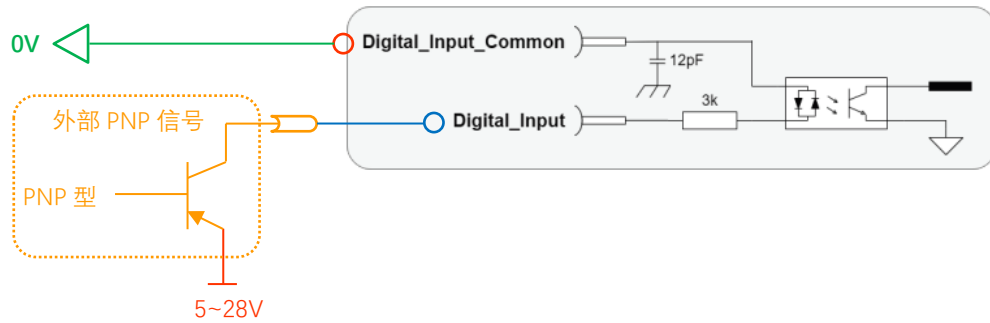 0V
Digital_Input_Common
12pF
外部 PNP 信号
Digital_Input
3k
PNP 型
5~28V